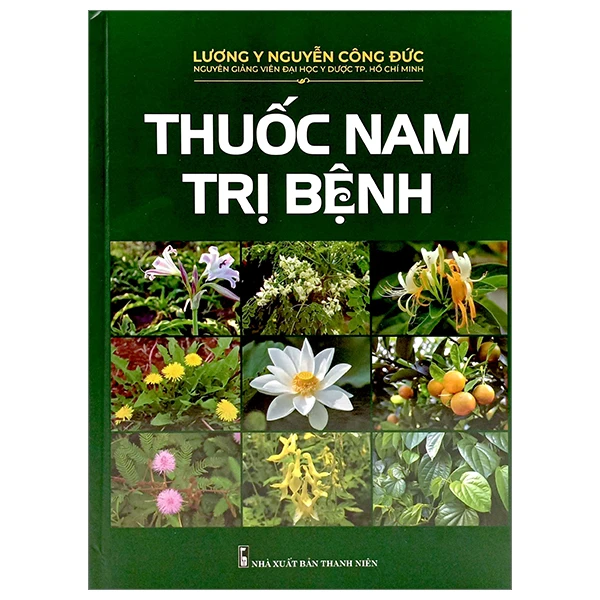 LƯƠNG Y NGUYỄN CÔNG ĐỨC
NGUYÊN GIẢNG VIÊN ĐẠI HỌC Y DƯỢC TP. HỒ CHÍ MINH
THUỐC NAM
TRỊ BỆNH
NHÀ XUẤT BẢN THANH NIÊN